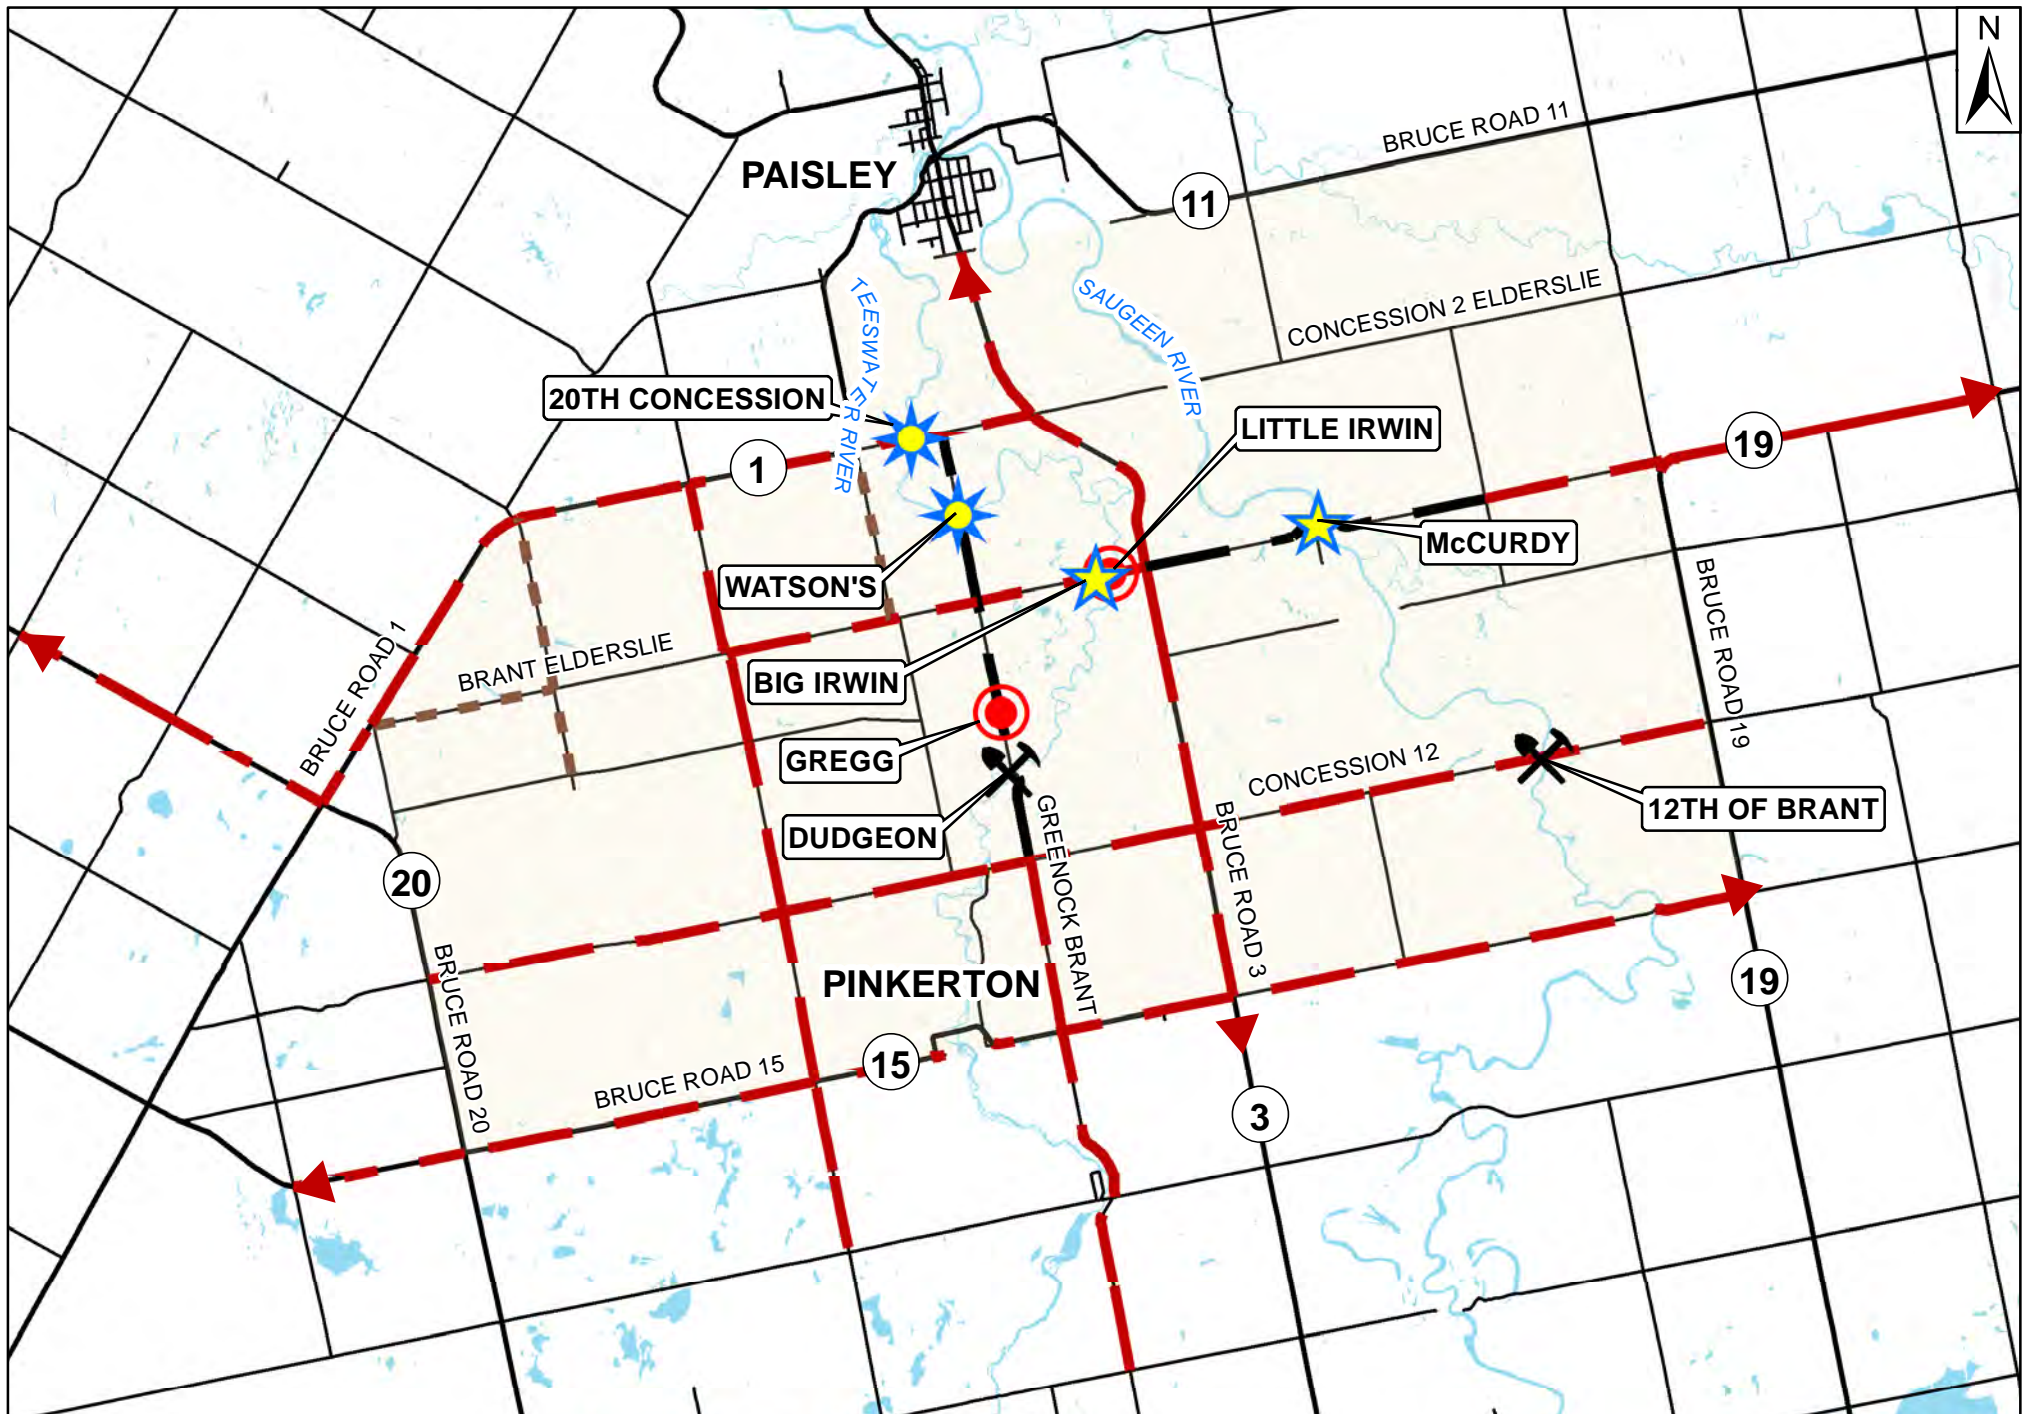 N
BRUCE ROAD 11
PAISLEY
11
TEESWATER RIVER
SAUGEEN RIVER
CONCESSION 2 ELDERSLIE
20TH CONCESSION
LITTLE IRWIN
19
1
McCURDY
WATSON'S
BRUCE ROAD 1
BRANT ELDERSLIE
BIG IRWIN
BRUCE ROAD 19
GREGG
CONCESSION 12
12TH OF BRANT
DUDGEON
GREENOCK BRANT
BRUCE ROAD 3
20
BRUCE ROAD 20
PINKERTON
19
15
BRUCE ROAD 15
3